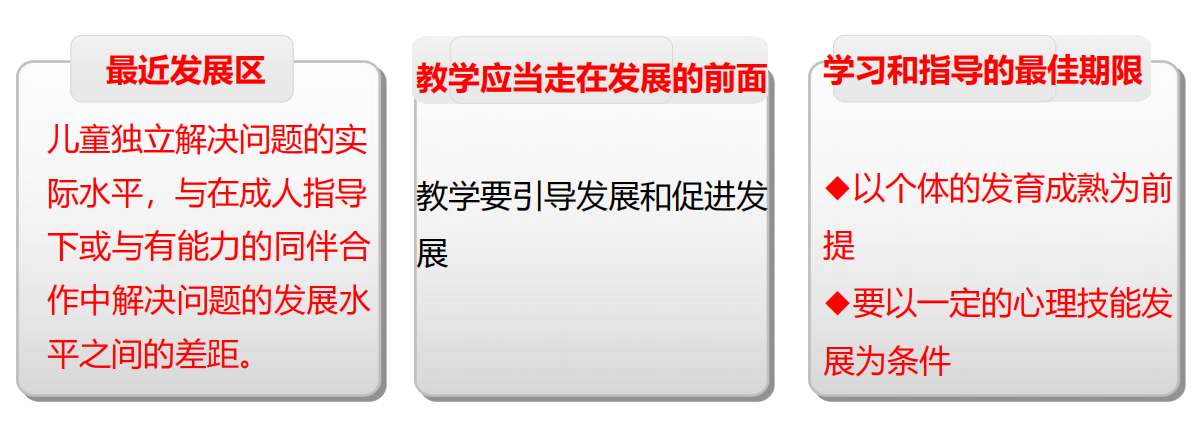 最近发展区
儿童独立解决问题的实
际水平，与在成人指导
下或与有能力的同伴合
作中解决问题的发展水
平之间的差距。
教学应当走在发展的前面
教学要引导发展和促进发
展
学习和指导的最佳期限
◆以个体的发育成熟为前
提
◆要以一定的心理技能发
展为条件